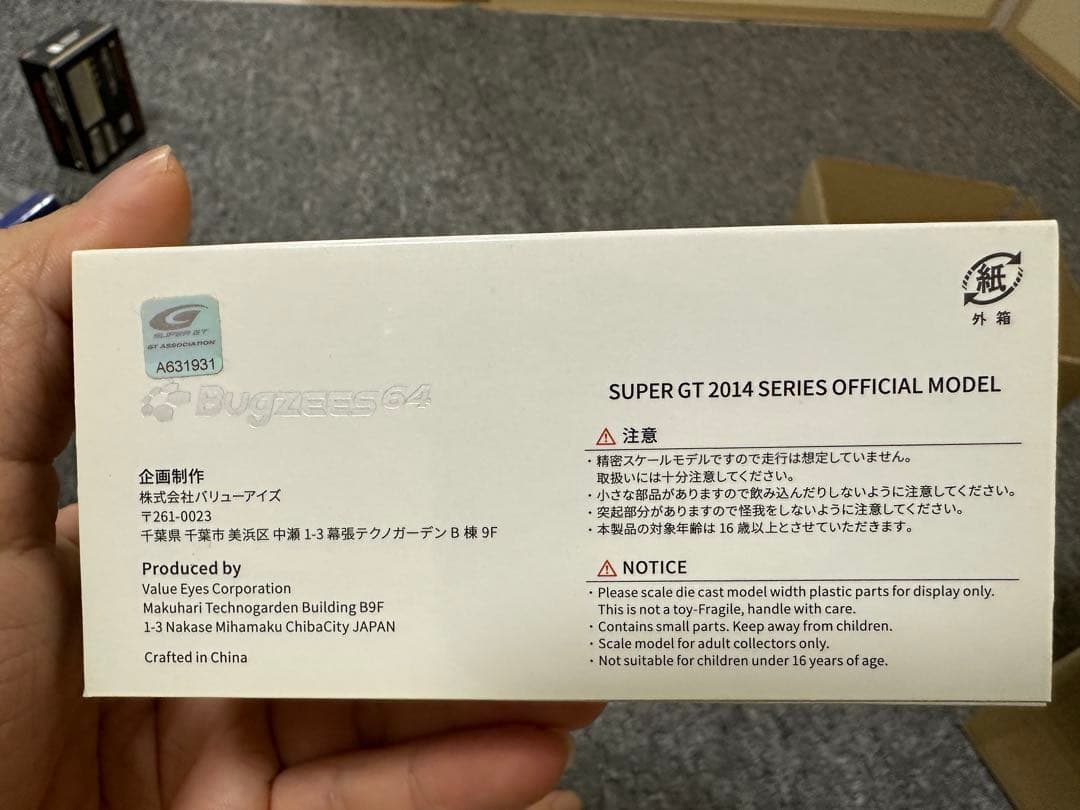 SUPER GT
GT ASSOCIATION
A631931
Bugzees64
企画制作
株式会社バリューアイズ
〒261-0023
千葉県 千葉市 美浜区 中瀬 1-3 幕張テクノガーデン B 棟 9F
Produced by
Value Eyes Corporation
Makuhari Technogarden Building B9F
1-3 Nakase Mihamaku ChibaCity JAPAN
Crafted in China
紙
外箱
SUPER GT 2014 SERIES OFFICIAL MODEL
注意
・精密スケールモデルですので走行は想定していません。
取扱いには十分注意してください。
・小さな部品がありますので飲み込んだりしないように注意してください。
・突起部分がありますので怪我をしないように注意してください。
・本製品の対象年齢は 16 歳以上とさせていただきます。
NOTICE
・Please scale die cast model width plastic parts for display only.
This is not a toy-Fragile, handle with care.
・Contains small parts. Keep away from children.
・Scale model for adult collectors only.
・Not suitable for children under 16 years of age.